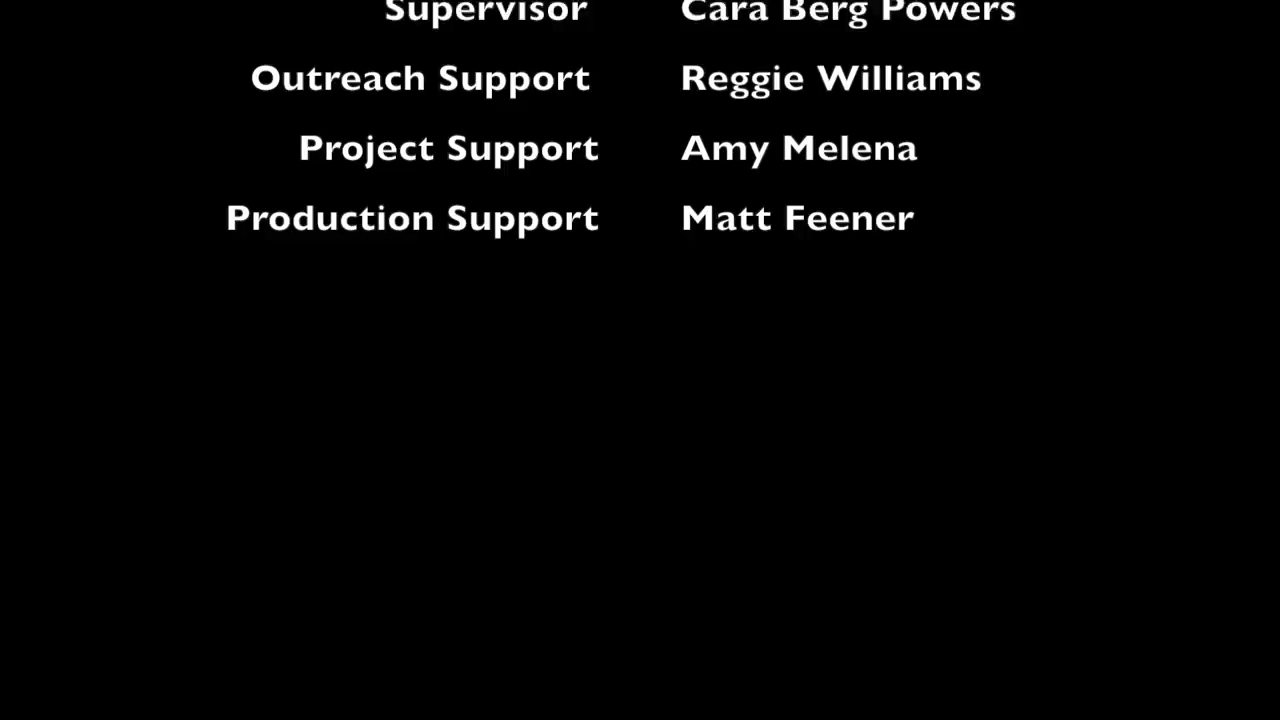 Supervisor Cara Berg Powers
Outreach Support Reggie Williams
Project Support Amy Melena
Production Support Matt Feener